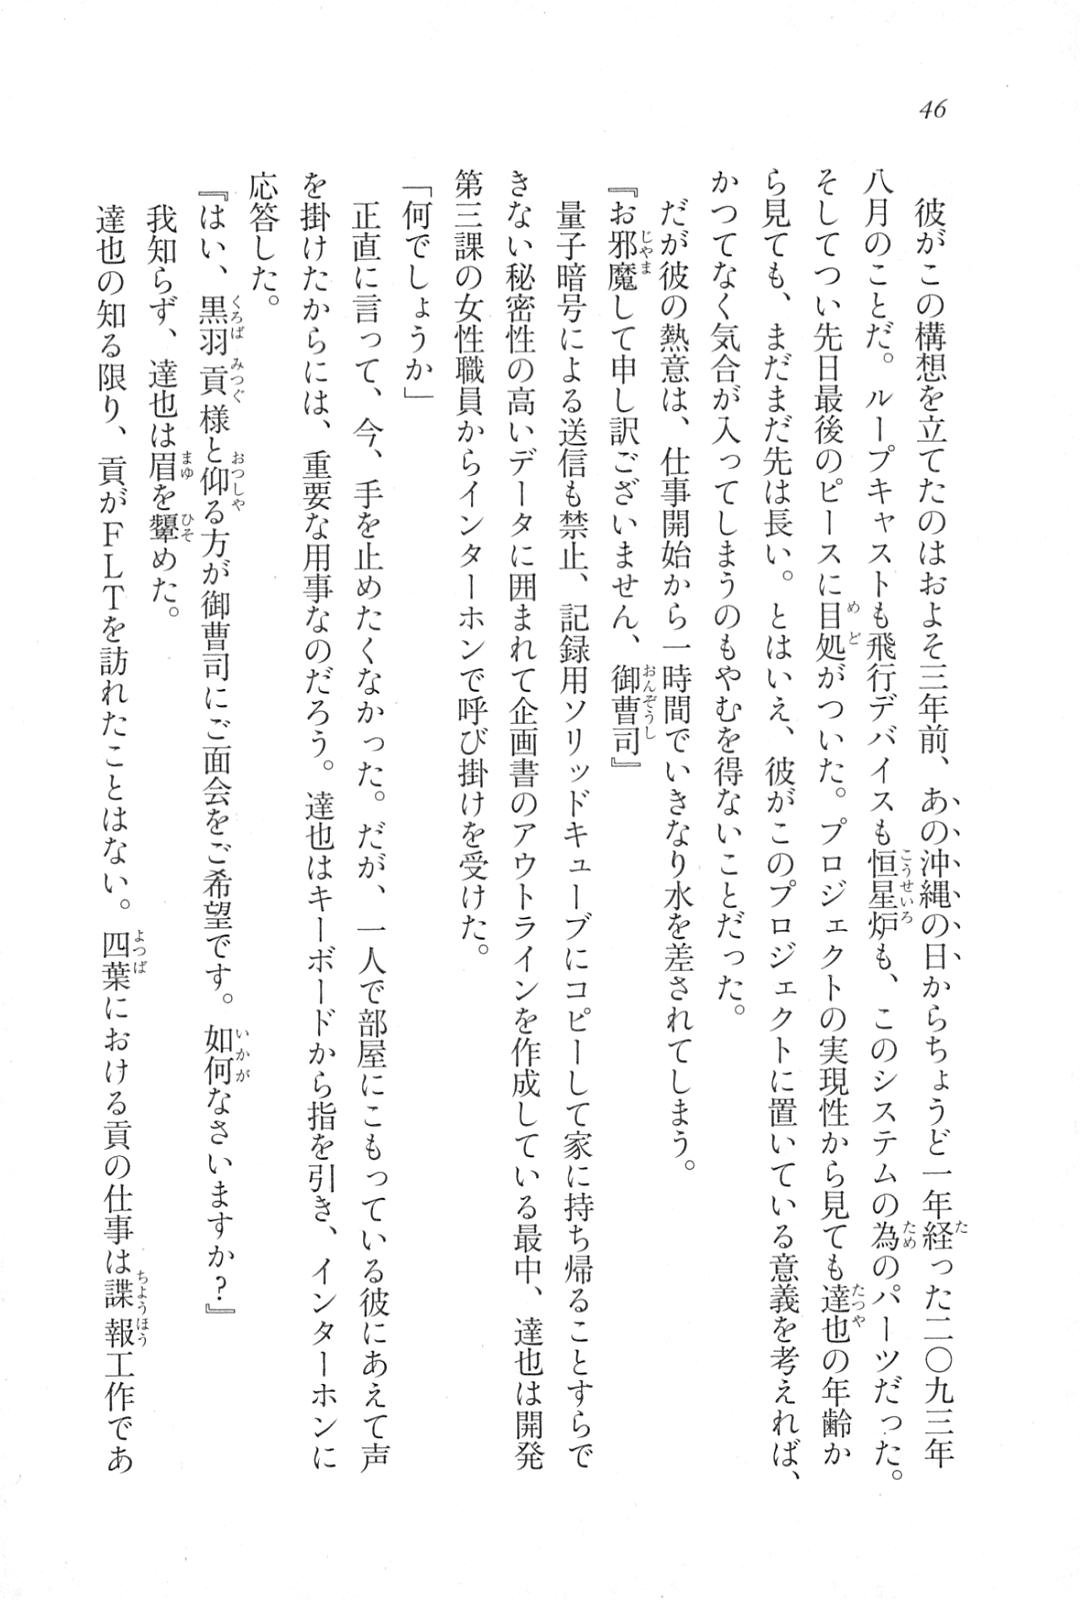 46
彼がこの構想を立てたのはおよそ三年前、あの沖縄の日からちょうど一年経った二〇九三年
八月のことだ。ループキャストも飛行デバイスも恒星炉も、このシステムの為のパーツだった。
そしてつい先日最後のピースに目処がついた。プロジェクトの実現性から見ても達也の年齢か
ら見ても、まだまだ先は長い。とはいえ、彼がこのプロジェクトに置いている意義を考えれば、
かつてなく気合が入ってしまうのもやむを得ないことだった。
だが彼の熱意は、仕事開始から一時間でいきなり水を差されてしまう。
『お邪魔して申し訳ございません、御曹司』
量子暗号による送信も禁止、記録用ソリッドキューブにコピーして家に持ち帰ることすらで
きない秘密性の高いデータに囲まれて企画書のアウトラインを作成している最中、達也は開発
第三課の女性職員からインターホンで呼び掛けを受けた。
「何でしょうか」
正直に言って、今、手を止めたくなかった。だが、一人で部屋にこもっている彼にあえて声
を掛けたからには、重要な用事なのだろう。達也はキーボードから指を引き、インターホンに
応答した。
『はい、黒羽貢様と仰る方が御曹司にご面会をご希望です。如何なさいますか？』
我知らず、達也は眉を顰めた。
達也の知る限り、貢がＦＬＴを訪れたことはない。四葉における貢の仕事は諜報工作であ